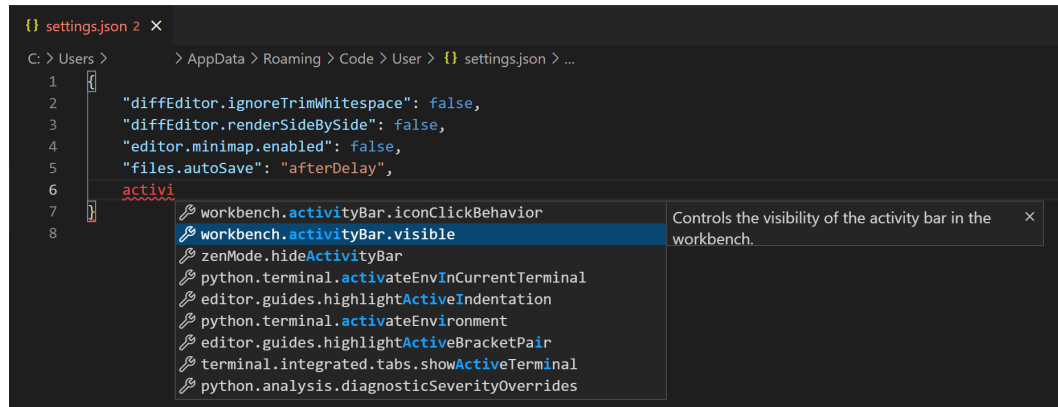 {} settings.json 2 ×
C: > Users > > AppData > Roaming > Code > User > {} settings.json > ...
1 {
2 "diffEditor.ignoreTrimWhitespace": false,
3 "diffEditor.renderSideBySide": false,
4 "editor.minimap.enabled": false,
5 "files.autoSave": "afterDelay",
6 activi
7 }
8
workbench.activityBar.iconClickBehavior
workbench.activityBar.visible
zenMode.hideActivityBar
python.terminal.activateEnvInCurrentTerminal
editor.guides.highlightActiveIndentation
python.terminal.activateEnvironment
editor.guides.highlightActiveBracketPair
terminal.integrated.tabs.showActiveTerminal
python.analysis.diagnosticSeverityOverrides
Controls the visibility of the activity bar in the ×
workbench.